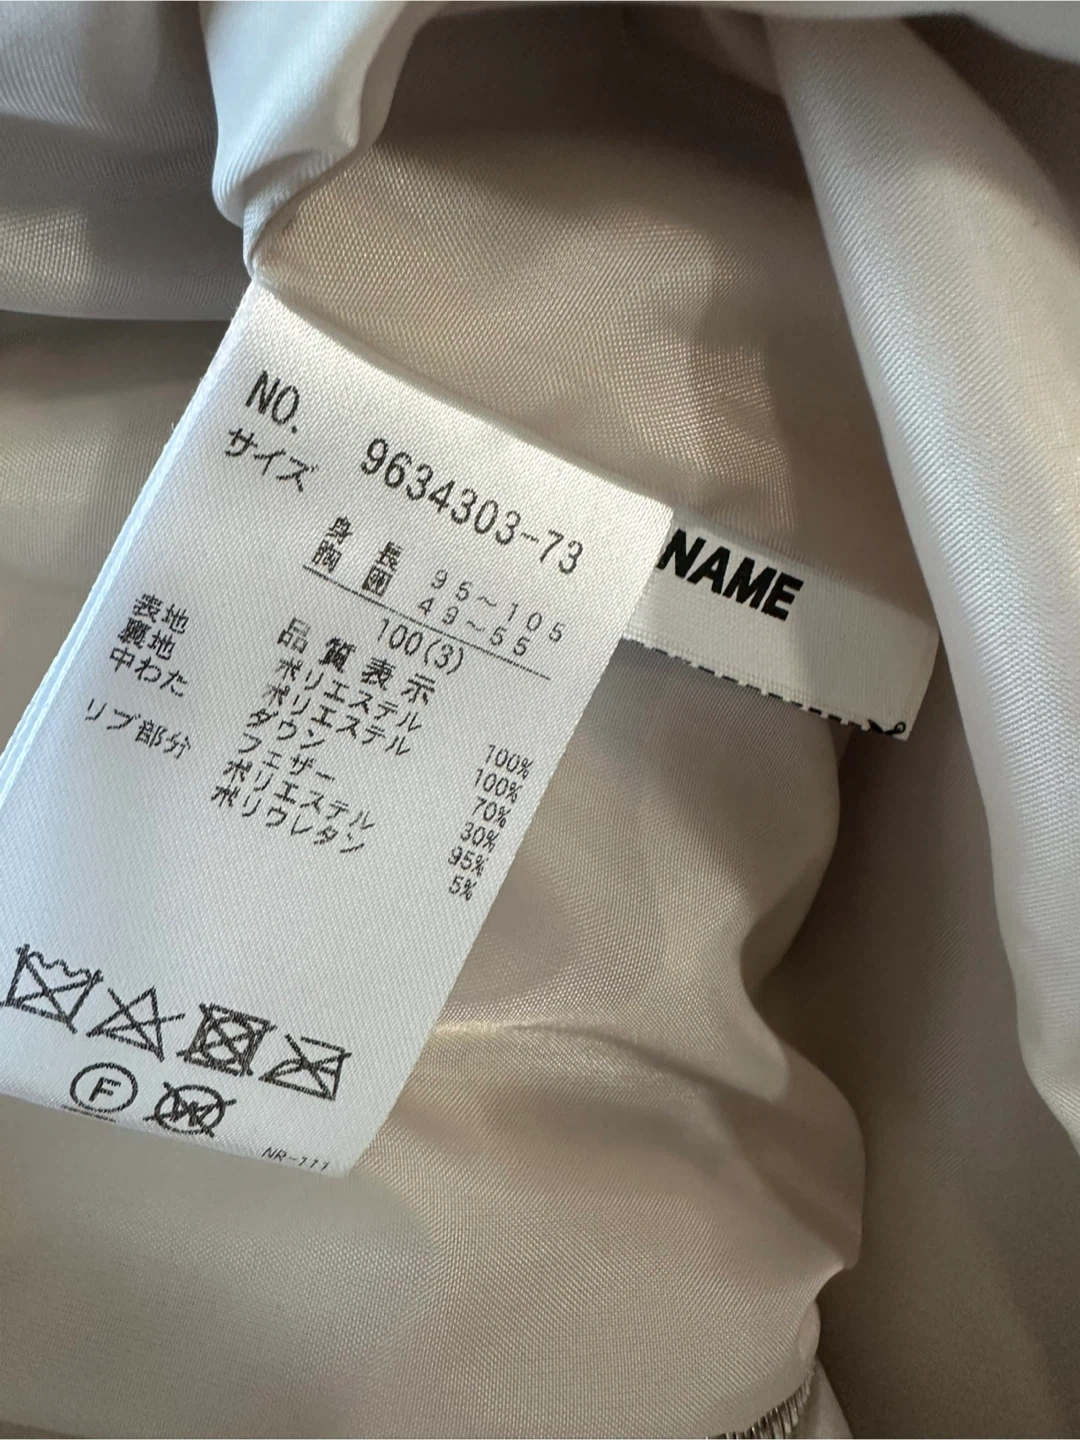 NO.
9634303-73
サイズ
身長 95～105
胸囲 49～55
100(3)
品質表示
表地 ポリエステル 100%
裏地 ポリエステル 100%
中わた ダウン 70%
フェザー 30%
リブ部分 ポリエステル 95%
ポリウレタン 5%
F
W
NR-111
NAME